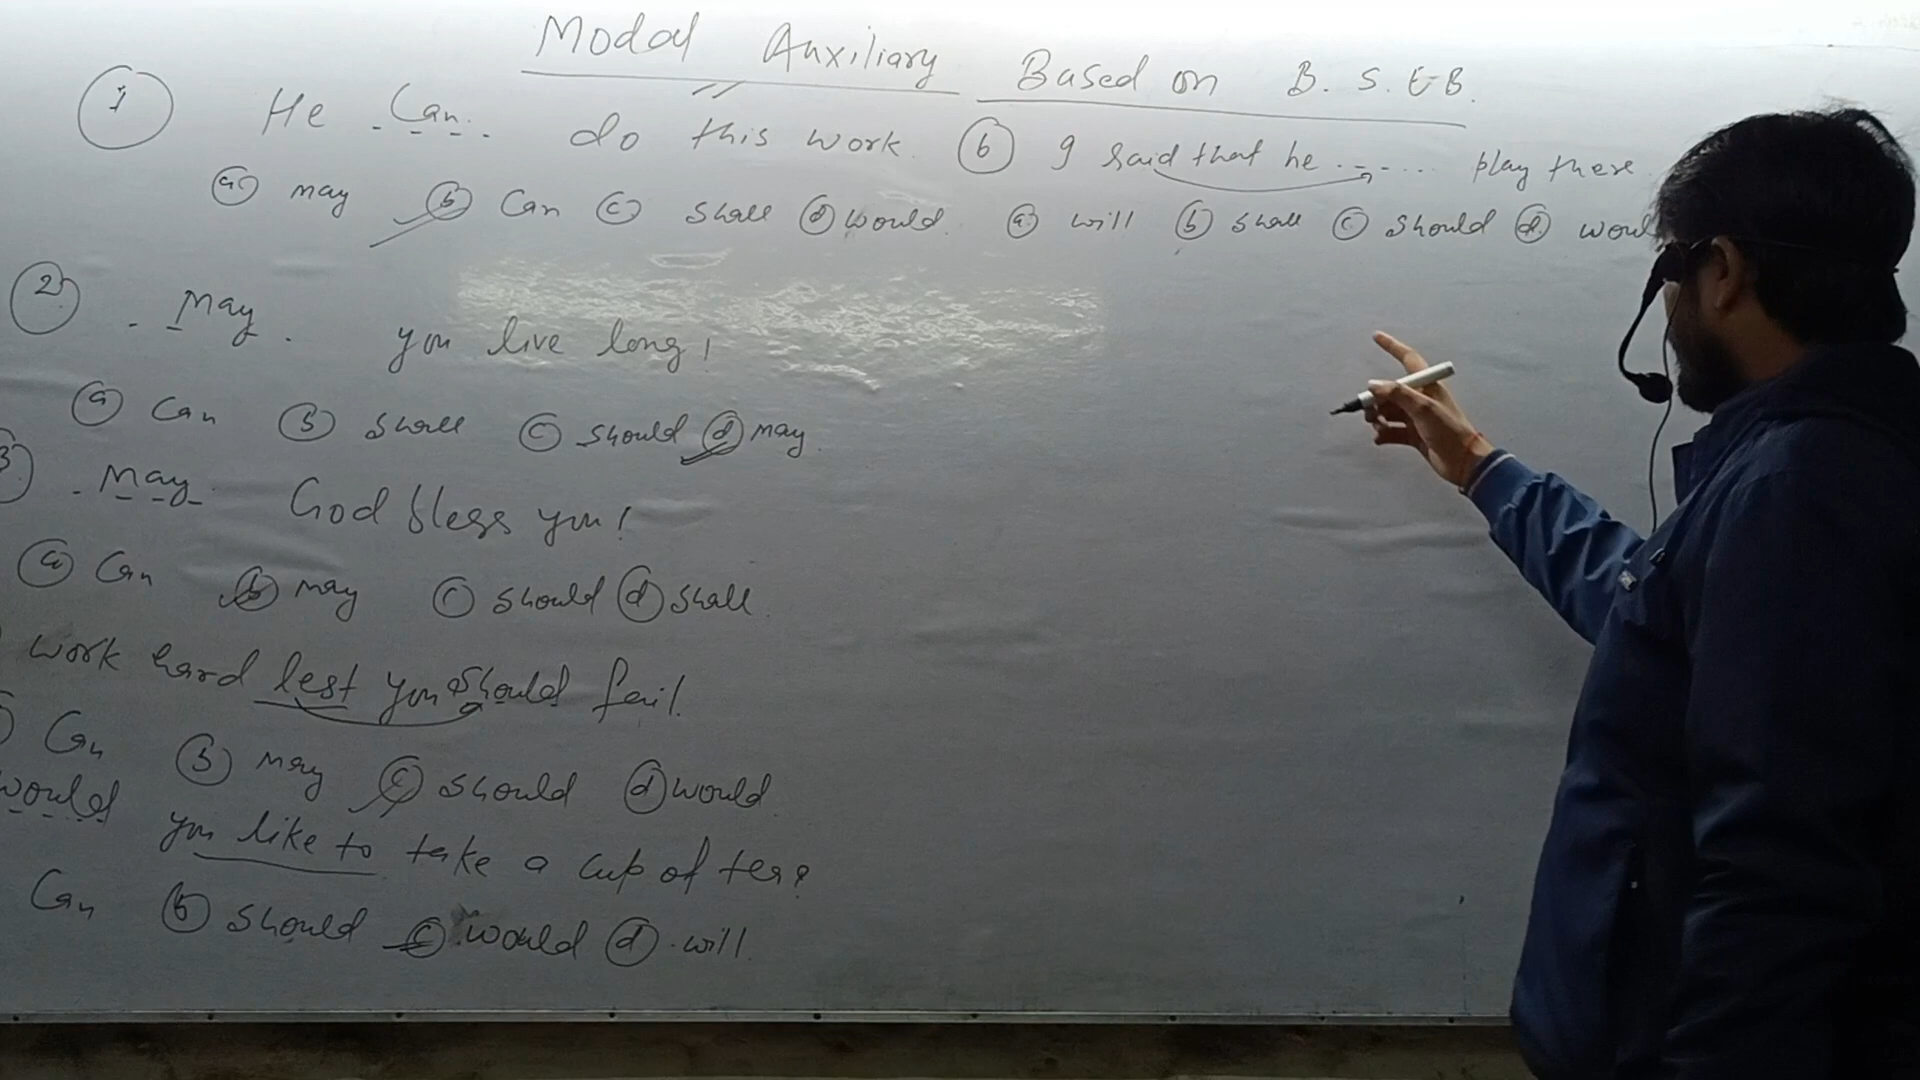 Modal Auxiliary Based on B.S.E.B.
1 He Can do this work.
(a) may (b) Can (c) shall (d) would.
2 May you live long!
(a) Can (b) shall (c) should (d) may.
3 May God bless you!
(a) Can (b) may (c) should (d) shall
work hard lest you should fail.
Can (b) may (c) should (d) would.
would you like to take a cup of tea?
Can (b) should (c) would (d) will.
(6) I said that he ...... play there
(a) will (b) shall (c) should (d) woul